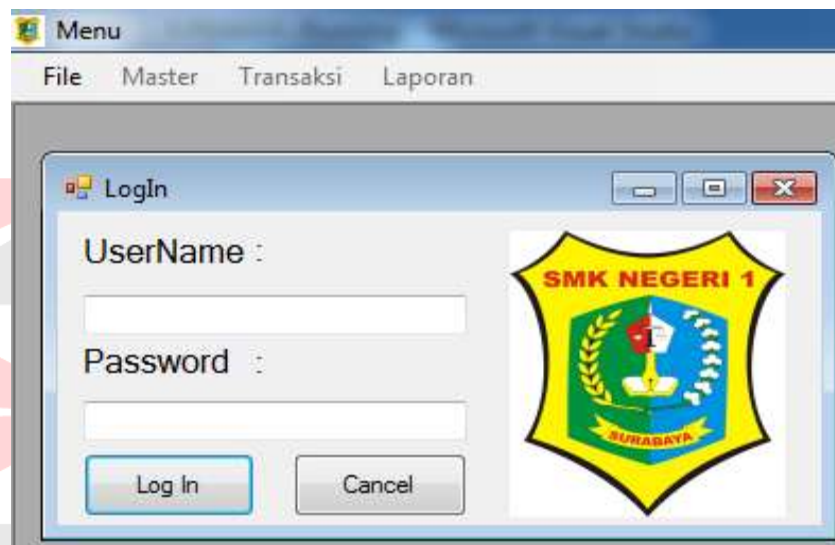 Menu
File Master Transaksi Laporan
LogIn
UserName :
SMK NEGERI 1
Password :
SURABAYA
Log In Cancel